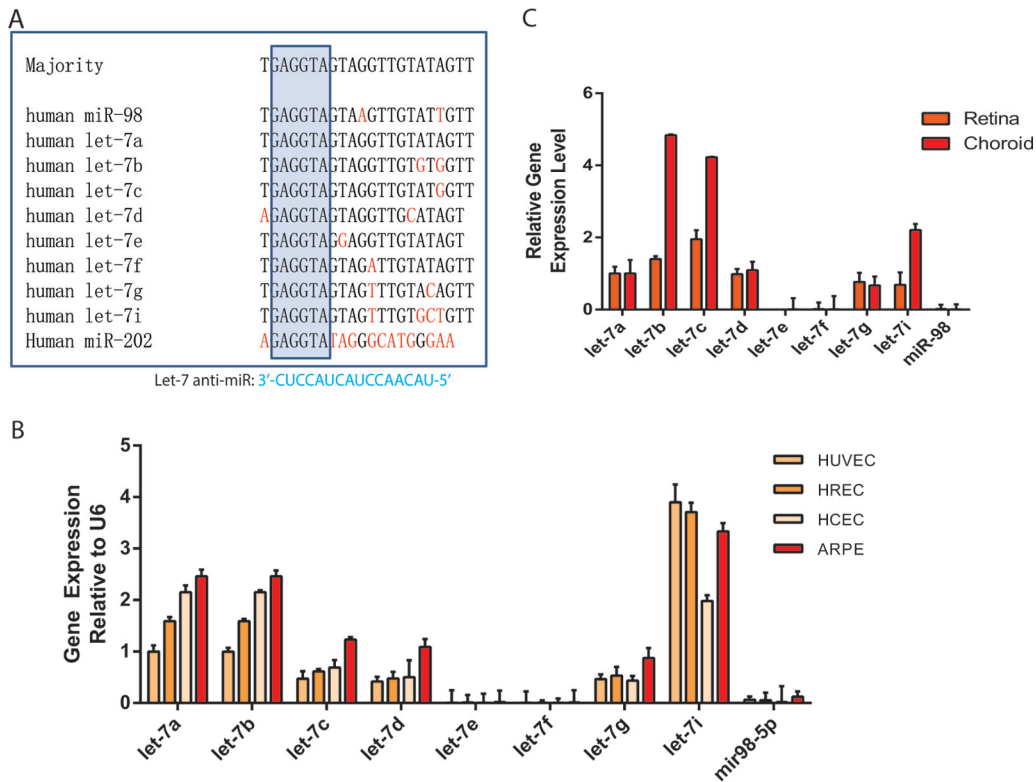 A
Majority TGAGGTAGTAGGTTGTATAGTT
human miR-98 TGAGGTAGTAAGTTGTATTGTT
human let-7a TGAGGTAGTAGGTTGTATAGTT
human let-7b TGAGGTAGTAGGTTGTGTGGTT
human let-7c TGAGGTAGTAGGTTGTATGGTT
human let-7d AGAGGTAGTAGGTTGCATAGT
human let-7e TGAGGTAGGAGGTTGTATAGT
human let-7f TGAGGTAGTAGATTGTATAGTT
human let-7g TGAGGTAGTAGTTTGTACAGTT
human let-7i TGAGGTAGTAGTTTGTGCTGTT
Human miR-202 AGAGGTATAGGGCATGGGAA
Let-7 anti-miR: 3′-CUCCAUCAUCCAACAU-5′
C
Relative Gene
Expression Level
6
4
2
0
Retina
Choroid
let-7a
let-7b
let-7c
let-7d
let-7e
let-7f
let-7g
let-7i
miR-98
B
Gene Expression
Relative to U6
5
4
3
2
1
0
HUVEC
HREC
HCEC
ARPE
let-7a
let-7b
let-7c
let-7d
let-7e
let-7f
let-7g
let-7i
mir98-5p